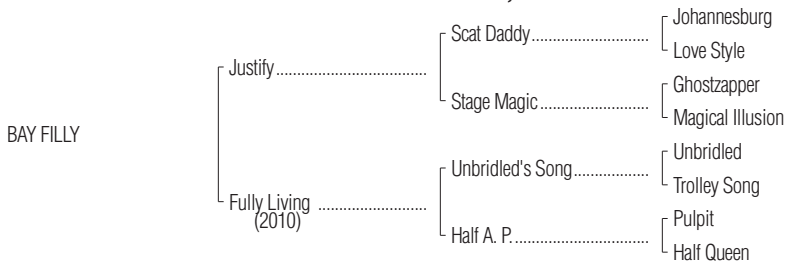 Johannesburg
Scat Daddy
Love Style
Justify
Ghostzapper
Stage Magic
Magical Illusion
BAY FILLY
Unbridled
Unbridled's Song
Trolley Song
Fully Living
(2010)
Pulpit
Half A. P.
Half Queen